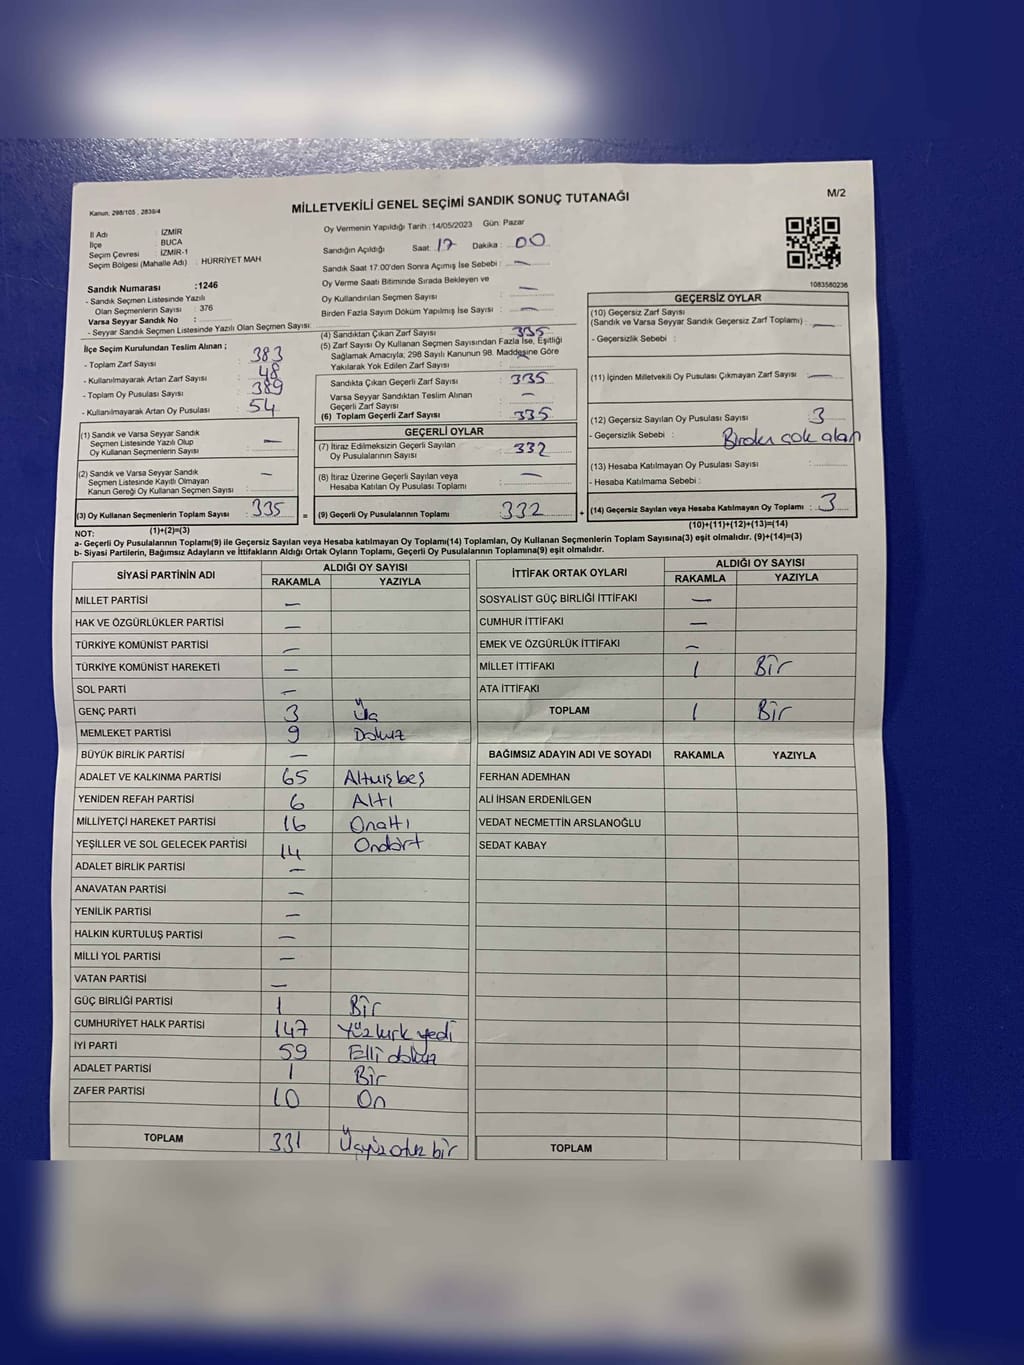 Kanun, 298/105 , 2839/4
MİLLETVEKİLİ GENEL SEÇİMİ SANDIK SONUÇ TUTANAĞI
M/2
İl Adı : İZMİR
İlçe : BUCA
Seçim Çevresi : İZMİR-1
Seçim Bölgesi (Mahalle Adı) : HÜRRİYET MAH
Oy Vermenin Yapıldığı Tarih :14/05/2023 Gün: Pazar
Sandığın Açıldığı Saat: 17 Dakika : 00
Sandık Saat 17.00'den Sonra Açımış İse Sebebi : —
Oy Verme Saati Bitiminde Sırada Bekleyen ve
Oy Kullandırılan Seçmen Sayısı : —
Birden Fazla Sayım Döküm Yapılmış İse Sayısı : —
1083580236
Sandık Numarası : 1246
- Sandık Seçmen Listesinde Yazılı
Olan Seçmenlerin Sayısı : 376
Varsa Seyyar Sandık No :
- Seyyar Sandık Seçmen Listesinde Yazılı Olan Seçmen Sayısı:
İlçe Seçim Kurulundan Teslim Alınan ;
- Toplam Zarf Sayısı : 383
- Kullanılmayarak Artan Zarf Sayısı : 48
- Toplam Oy Pusulası Sayısı : 389
- Kullanılmayarak Artan Oy Pusulası : 54
(1) Sandık ve Varsa Seyyar Sandık
Seçmen Listesinde Yazılı Olup
Oy Kullanan Seçmenlerin Sayısı : —
(2) Sandık ve Varsa Seyyar Sandık
Seçmen Listesinde Kayıtlı Olmayan
Kanun Gereği Oy Kullanan Seçmen Sayısı : —
(3) Oy Kullanan Seçmenlerin Toplam Sayısı : 335 =
(1)+(2)=(3)
(4) Sandıktan Çıkan Zarf Sayısı : 335
(5) Zarf Sayısı Oy Kullanan Seçmen Sayısından Fazla İse, Eşitliği
Sağlamak Amacıyla; 298 Sayılı Kanunun 98. Maddesine Göre
Yakılarak Yok Edilen Zarf Sayısı : —
Sandıkta Çıkan Geçerli Zarf Sayısı : 335
Varsa Seyyar Sandıktan Teslim Alınan
Geçerli Zarf Sayısı : —
(6) Toplam Geçerli Zarf Sayısı : 335
GEÇERLİ OYLAR
(7) İtiraz Edilmeksizin Geçerli Sayılan
Oy Pusulalarının Sayısı : 332
(8) İtiraz Üzerine Geçerli Sayılan veya
Hesaba Katılan Oy Pusulası Toplamı : —
(9) Geçerli Oy Pusulalarının Toplamı : 332 +
GEÇERSİZ OYLAR
(10) Geçersiz Zarf Sayısı
(Sandık ve Varsa Seyyar Sandık Geçersiz Zarf Toplamı) : —
- Geçersizlik Sebebi :
(11) İçinden Milletvekili Oy Pusulası Çıkmayan Zarf Sayısı : —
(12) Geçersiz Sayılan Oy Pusulası Sayısı : 3
- Geçersizlik Sebebi : Birden çok alan
(13) Hesaba Katılmayan Oy Pusulası Sayısı :
- Hesaba Katılmama Sebebi :
(14) Geçersiz Sayılan veya Hesaba Katılmayan Oy Toplamı : 3
(10)+(11)+(12)+(13)=(14)
NOT:
a- Geçerli Oy Pusulalarının Toplamı(9) ile Geçersiz Sayılan veya Hesaba katılmayan Oy Toplamı(14) Toplamları, Oy Kullanan Seçmenlerin Toplam Sayısına(3) eşit olmalıdır. (9)+(14)=(3)
b- Siyasi Partilerin, Bağımsız Adayların ve İttifakların Aldığı Ortak Oyların Toplamı, Geçerli Oy Pusulalarının Toplamına(9) eşit olmalıdır.
SİYASİ PARTİNİN ADI ALDIĞI OY SAYISI
RAKAMLA YAZIYLA
MİLLET PARTİSİ —
HAK VE ÖZGÜRLÜKLER PARTİSİ —
TÜRKİYE KOMÜNİST PARTİSİ —
TÜRKİYE KOMÜNİST HAREKETİ —
SOL PARTİ —
GENÇ PARTİ 3 Üç
MEMLEKET PARTİSİ 9 Dokuz
BÜYÜK BİRLİK PARTİSİ —
ADALET VE KALKINMA PARTİSİ 65 Altmış beş
YENİDEN REFAH PARTİSİ 6 Altı
MİLLİYETÇİ HAREKET PARTİSİ 16 Onaltı
YEŞİLLER VE SOL GELECEK PARTİSİ 14 Ondört
ADALET BİRLİK PARTİSİ —
ANAVATAN PARTİSİ —
YENİLİK PARTİSİ —
HALKIN KURTULUŞ PARTİSİ —
MİLLİ YOL PARTİSİ —
VATAN PARTİSİ —
GÜÇ BİRLİĞİ PARTİSİ 1 Bir
CUMHURİYET HALK PARTİSİ 147 Yüz kırk yedi
İYİ PARTİ 59 Elli dokuz
ADALET PARTİSİ 1 Bir
ZAFER PARTİSİ 10 On
TOPLAM 331 Üçyüz otuz bir
İTTİFAK ORTAK OYLARI ALDIĞI OY SAYISI
RAKAMLA YAZIYLA
SOSYALİST GÜÇ BİRLİĞİ İTTİFAKI —
CUMHUR İTTİFAKI —
EMEK VE ÖZGÜRLÜK İTTİFAKI —
MİLLET İTTİFAKI 1 Bir
ATA İTTİFAKI
TOPLAM 1 Bir
BAĞIMSIZ ADAYIN ADI VE SOYADI RAKAMLA YAZIYLA
FERHAN ADEMHAN
ALİ İHSAN ERDENİLGEN
VEDAT NECMETTİN ARSLANOĞLU
SEDAT KABAY
TOPLAM